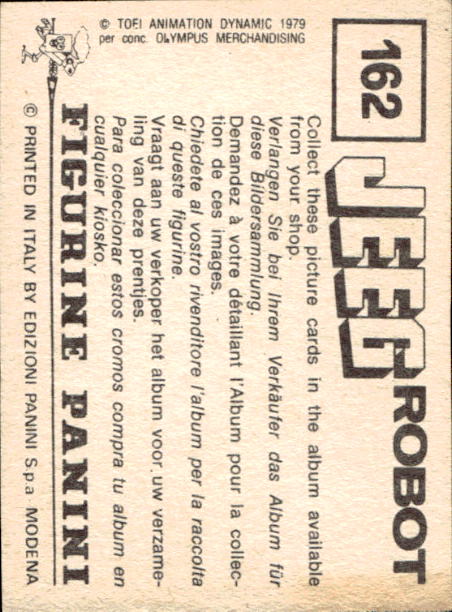 © TOEI ANIMATION DYNAMIC 1979
per conc. OLYMPUS MERCHANDISING
162
JEEG ROBOT
Collect these picture cards in the album available
from your shop.
Verlangen Sie bei Ihrem Verkäufer das Album für
diese Bildersammlung.
Demandez à votre détaillant l'Album pour la collec-
tion de ces images.
Chiedete al vostro rivenditore l'album per la raccolta
di queste figurine.
Vraagt aan uw verkoper het album voor uw verzame-
ling van deze prentjes.
Para coleccionar estos cromos compra tu album en
cualquier kiosko.
FIGURINE PANINI
© PRINTED IN ITALY BY EDIZIONI PANINI S.p.a. MODENA